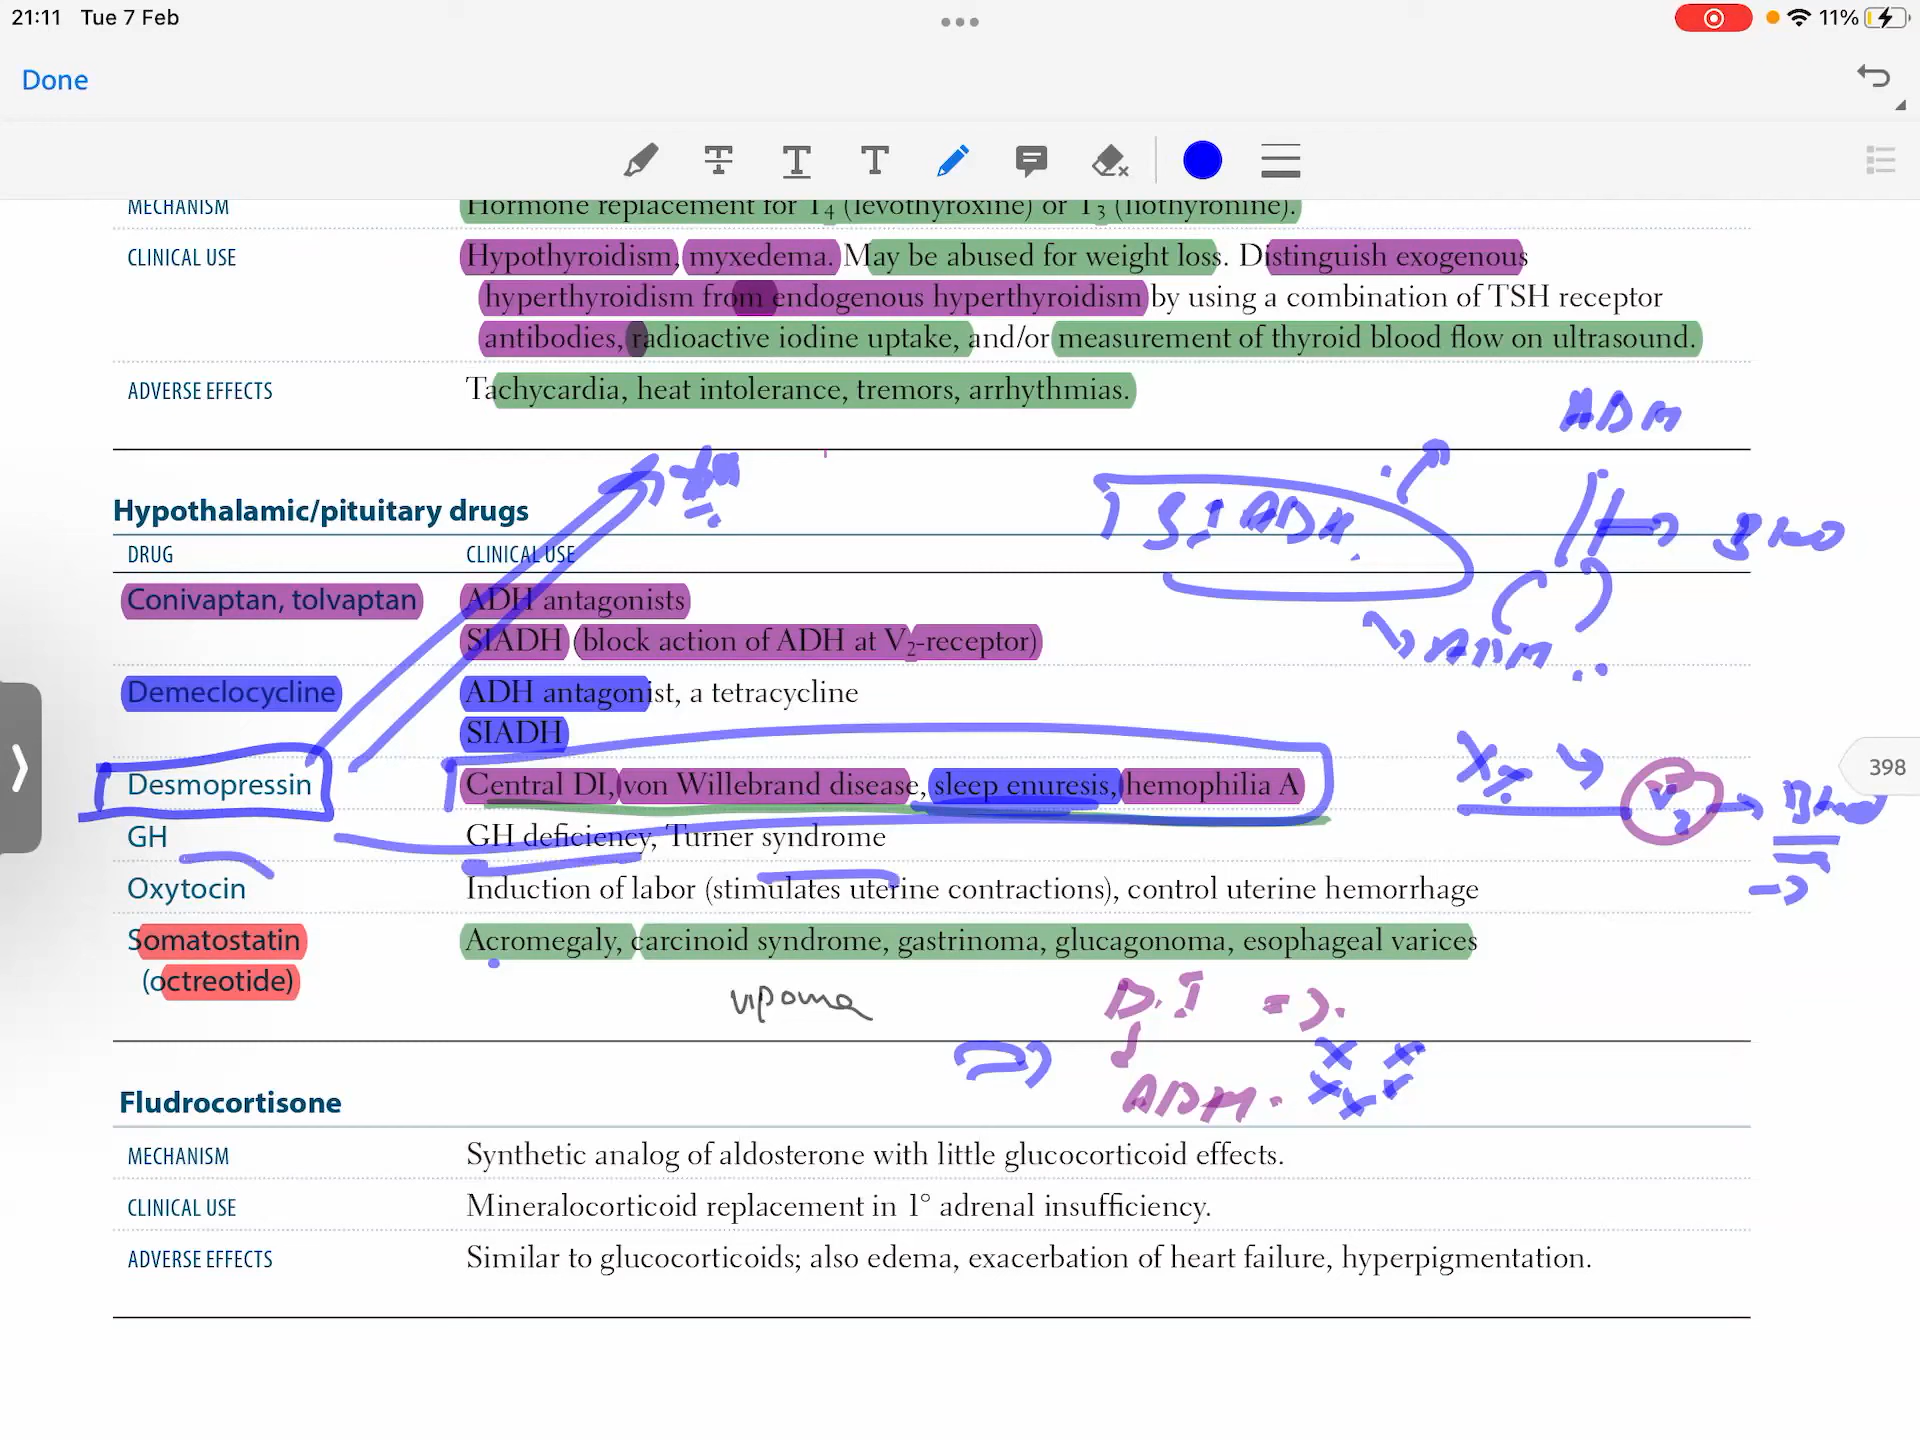 21:11 Tue 7 Feb
11%
Done
MECHANISM Hormone replacement for T4 (levothyroxine) or T3 (liothyronine).
CLINICAL USE Hypothyroidism, myxedema. May be abused for weight loss. Distinguish exogenous
hyperthyroidism from endogenous hyperthyroidism by using a combination of TSH receptor
antibodies, radioactive iodine uptake, and/or measurement of thyroid blood flow on ultrasound.
ADVERSE EFFECTS Tachycardia, heat intolerance, tremors, arrhythmias.
Hypothalamic/pituitary drugs
SIADH
DRUG CLINICAL USE
Conivaptan, tolvaptan ADH antagonists
SIADH (block action of ADH at V2-receptor)
Demeclocycline ADH antagonist, a tetracycline
SIADH
Desmopressin Central DI, von Willebrand disease, sleep enuresis, hemophilia A
V2
398
GH GH deficiency, Turner syndrome
Oxytocin Induction of labor (stimulates uterine contractions), control uterine hemorrhage
Somatostatin Acromegaly, carcinoid syndrome, gastrinoma, glucagonoma, esophageal varices
(octreotide)
vipoma D.I
Fludrocortisone
MECHANISM Synthetic analog of aldosterone with little glucocorticoid effects.
CLINICAL USE Mineralocorticoid replacement in 1° adrenal insufficiency.
ADVERSE EFFECTS Similar to glucocorticoids; also edema, exacerbation of heart failure, hyperpigmentation.